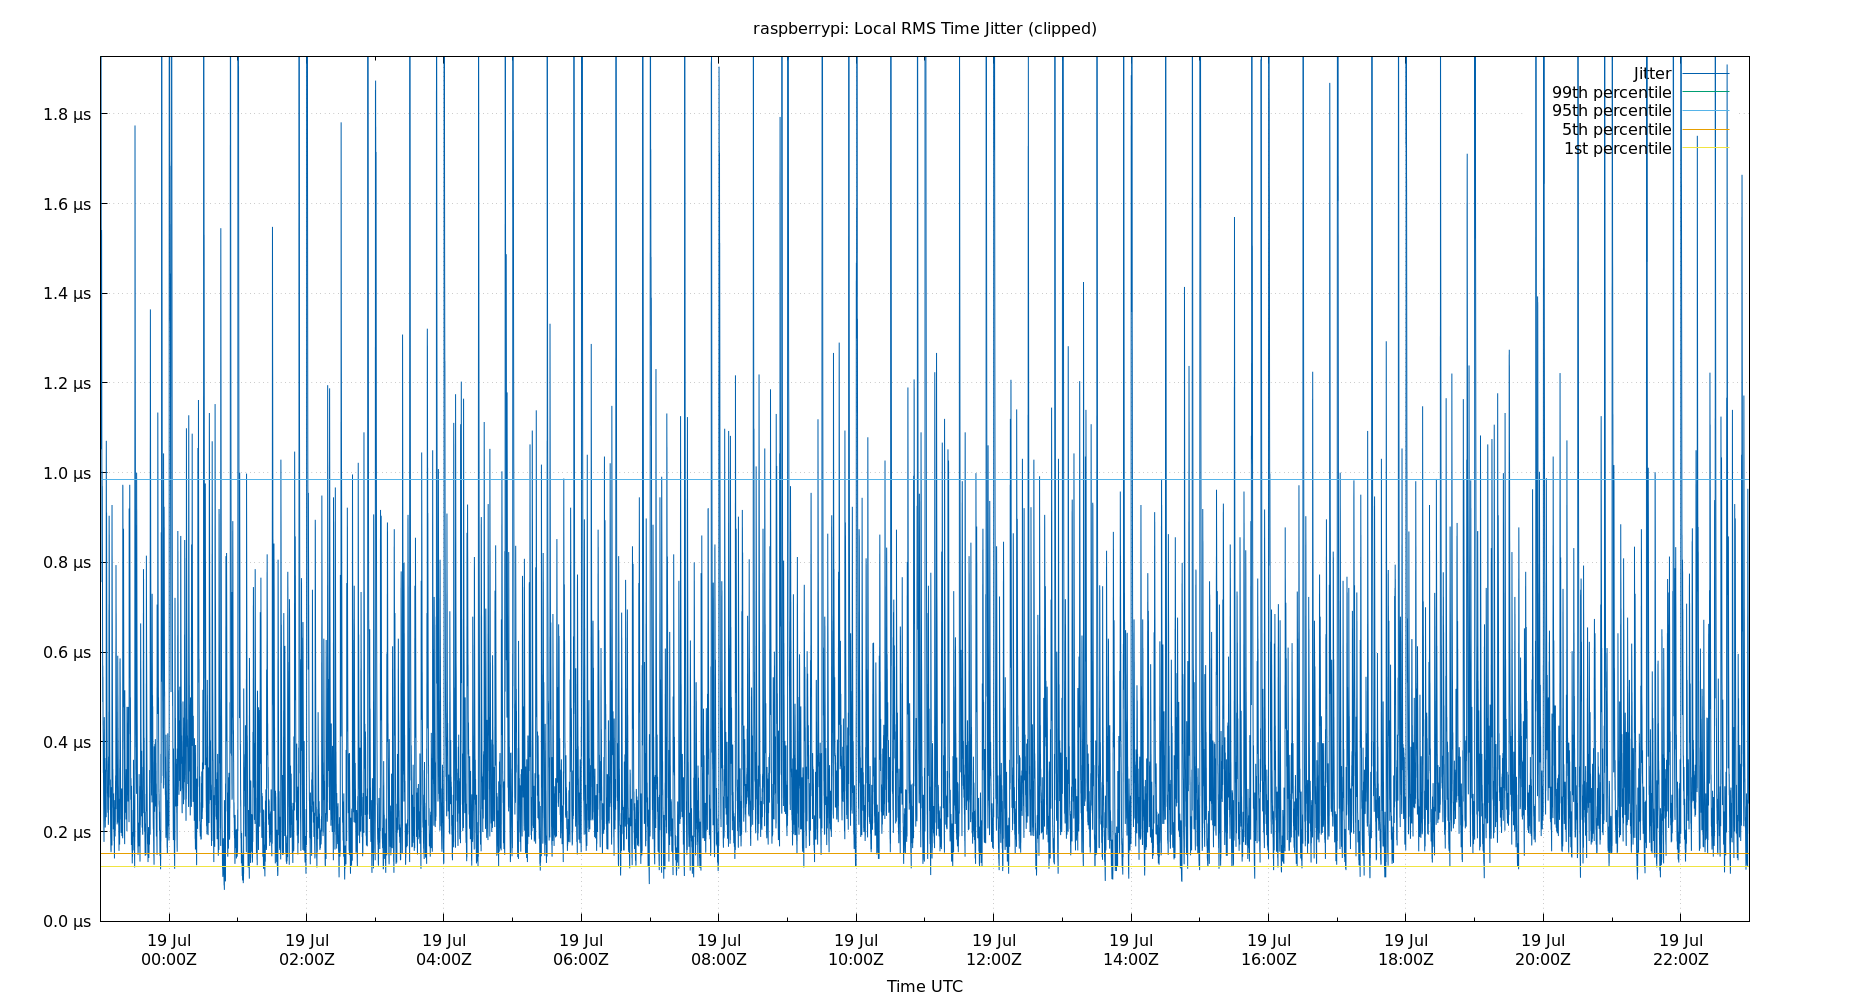 raspberrypi: Local RMS Time Jitter (clipped)
Jitter
99th percentile
95th percentile
5th percentile
1st percentile
1.8 µs
1.6 µs
1.4 µs
1.2 µs
1.0 µs
0.8 µs
0.6 µs
0.4 µs
0.2 µs
0.0 µs
19 Jul 19 Jul 19 Jul 19 Jul 19 Jul 19 Jul 19 Jul 19 Jul 19 Jul 19 Jul 19 Jul 19 Jul
00:00Z 02:00Z 04:00Z 06:00Z 08:00Z 10:00Z 12:00Z 14:00Z 16:00Z 18:00Z 20:00Z 22:00Z
Time UTC